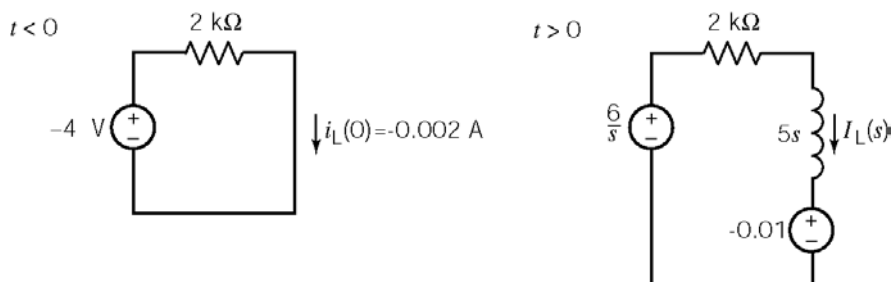 t < 0
2 kΩ
−4 V
+
−
i_L(0)=-0.002 A
t > 0
2 kΩ
6/s
+
−
5s
I_L(s)=
-0.01
+
−